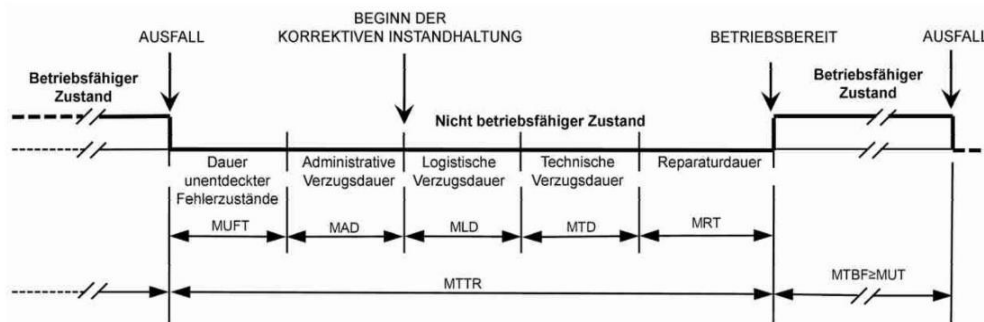 BEGINN DER
KORREKTIVEN INSTANDHALTUNG
AUSFALL
BETRIEBSBEREIT
AUSFALL
Betriebsfähiger
Zustand
Betriebsfähiger
Zustand
Nicht betriebsfähiger Zustand
Dauer
unentdeckter
Fehlerzustände
Administrative
Verzugsdauer
Logistische
Verzugsdauer
Technische
Verzugsdauer
Reparaturdauer
MUFT
MAD
MLD
MTD
MRT
MTTR
MTBF≥MUT